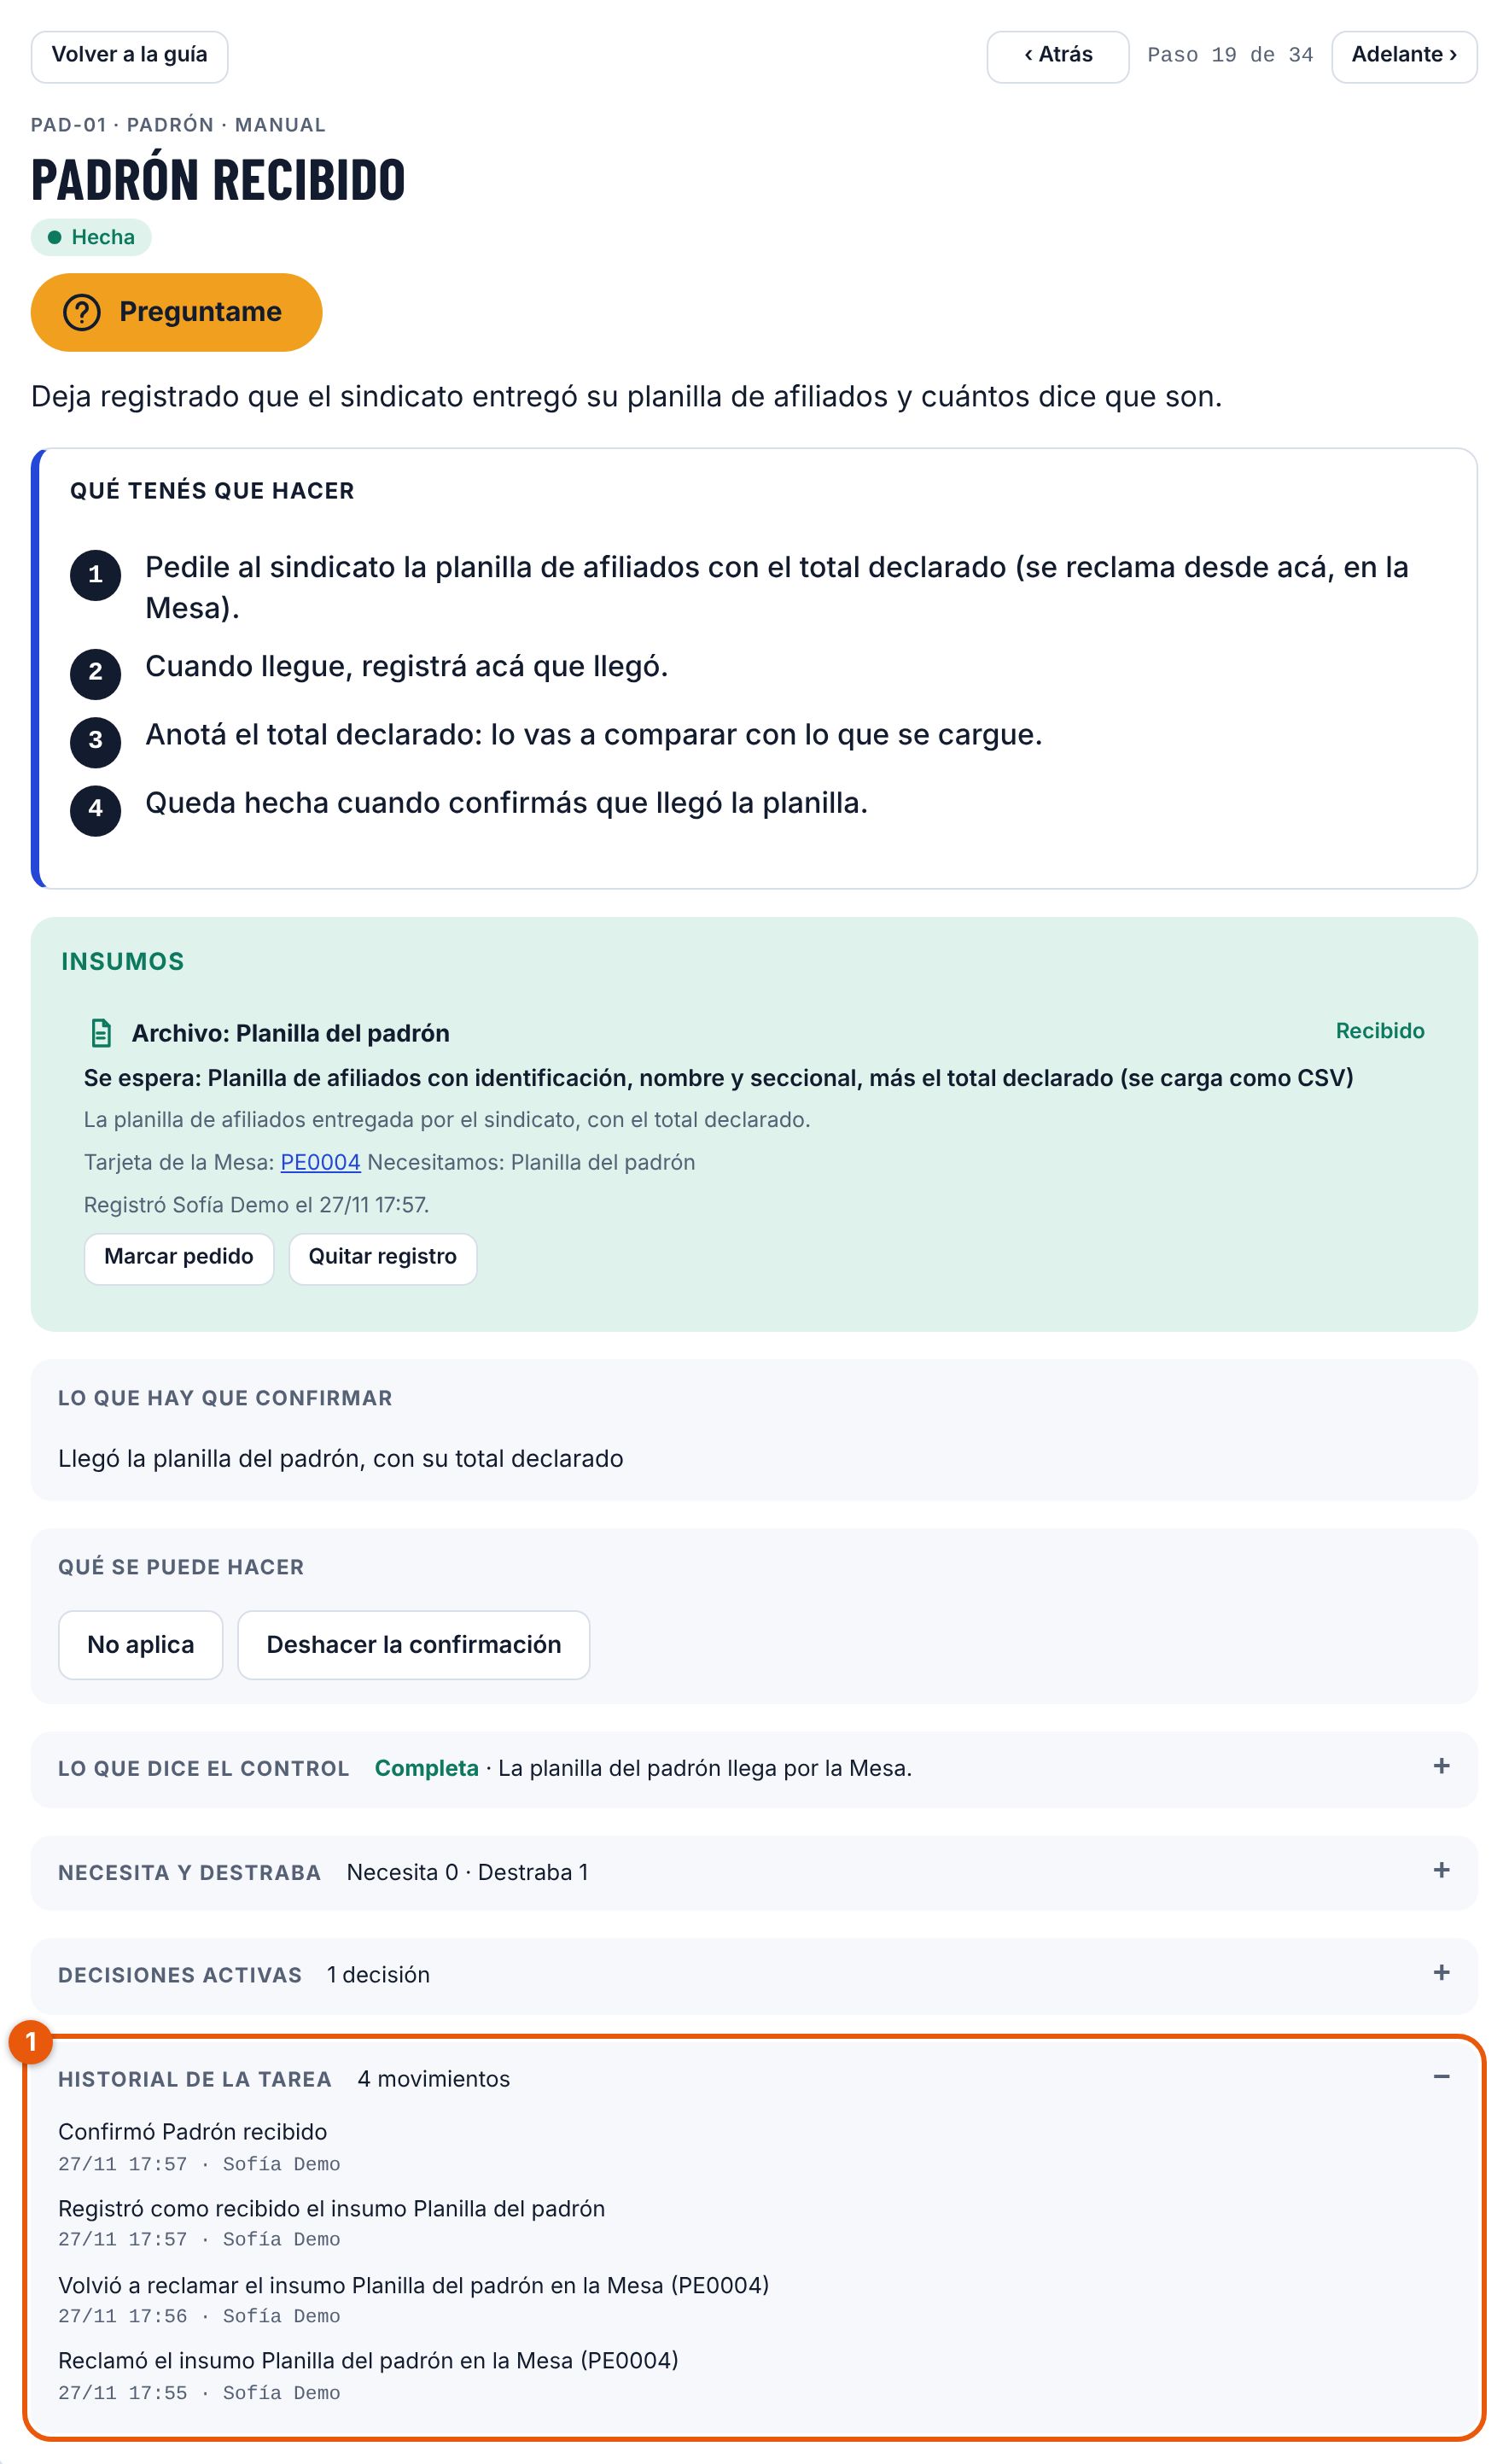 Volver a la guía
‹ Atrás
Paso 19 de 34
Adelante ›
PAD-01 · PADRÓN · MANUAL
PADRÓN RECIBIDO
Hecha
Preguntame
Deja registrado que el sindicato entregó su planilla de afiliados y cuántos dice que son.
QUÉ TENÉS QUE HACER
1 Pedile al sindicato la planilla de afiliados con el total declarado (se reclama desde acá, en la
Mesa).
2 Cuando llegue, registrá acá que llegó.
3 Anotá el total declarado: lo vas a comparar con lo que se cargue.
4 Queda hecha cuando confirmás que llegó la planilla.
INSUMOS
Archivo: Planilla del padrón
Recibido
Se espera: Planilla de afiliados con identificación, nombre y seccional, más el total declarado (se carga como CSV)
La planilla de afiliados entregada por el sindicato, con el total declarado.
Tarjeta de la Mesa: PE0004 Necesitamos: Planilla del padrón
Registró Sofía Demo el 27/11 17:57.
Marcar pedido
Quitar registro
LO QUE HAY QUE CONFIRMAR
Llegó la planilla del padrón, con su total declarado
QUÉ SE PUEDE HACER
No aplica
Deshacer la confirmación
LO QUE DICE EL CONTROL Completa · La planilla del padrón llega por la Mesa. +
NECESITA Y DESTRABA Necesita 0 · Destraba 1 +
DECISIONES ACTIVAS 1 decisión +
1
HISTORIAL DE LA TAREA 4 movimientos −
Confirmó Padrón recibido
27/11 17:57 · Sofía Demo
Registró como recibido el insumo Planilla del padrón
27/11 17:57 · Sofía Demo
Volvió a reclamar el insumo Planilla del padrón en la Mesa (PE0004)
27/11 17:56 · Sofía Demo
Reclamó el insumo Planilla del padrón en la Mesa (PE0004)
27/11 17:55 · Sofía Demo